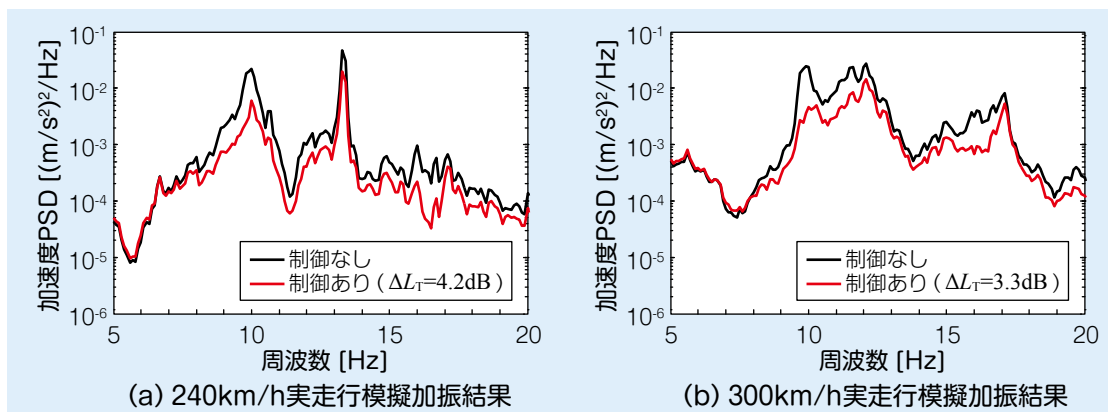 加速度PSD [(m/s²)²/Hz]
10⁻¹
10⁻²
10⁻³
10⁻⁴
10⁻⁵
10⁻⁶
制御なし
制御あり（ΔL_T=4.2dB）
5 10 15 20
周波数 [Hz]
(a) 240km/h実走行模擬加振結果
加速度PSD [(m/s²)²/Hz]
10⁻¹
10⁻²
10⁻³
10⁻⁴
10⁻⁵
10⁻⁶
制御なし
制御あり（ΔL_T=3.3dB）
5 10 15 20
周波数 [Hz]
(b) 300km/h実走行模擬加振結果